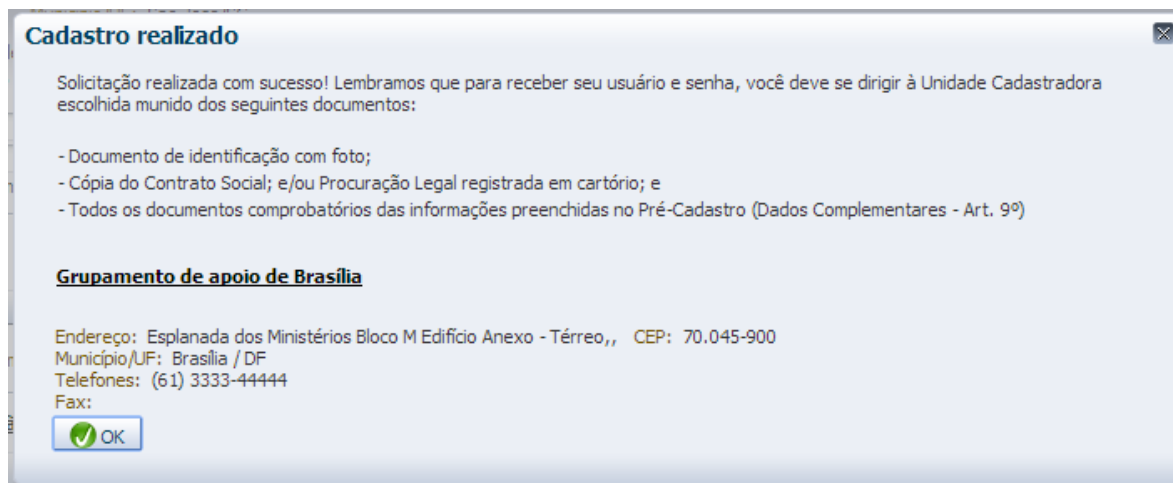 Cadastro realizado
Solicitação realizada com sucesso! Lembramos que para receber seu usuário e senha, você deve se dirigir à Unidade Cadastradora
escolhida munido dos seguintes documentos:
- Documento de identificação com foto;
- Cópia do Contrato Social; e/ou Procuração Legal registrada em cartório; e
- Todos os documentos comprobatórios das informações preenchidas no Pré-Cadastro (Dados Complementares - Art. 9º)
Grupamento de apoio de Brasília
Endereço: Esplanada dos Ministérios Bloco M Edifício Anexo - Térreo,, CEP: 70.045-900
Município/UF: Brasília / DF
Telefones: (61) 3333-44444
Fax:
OK